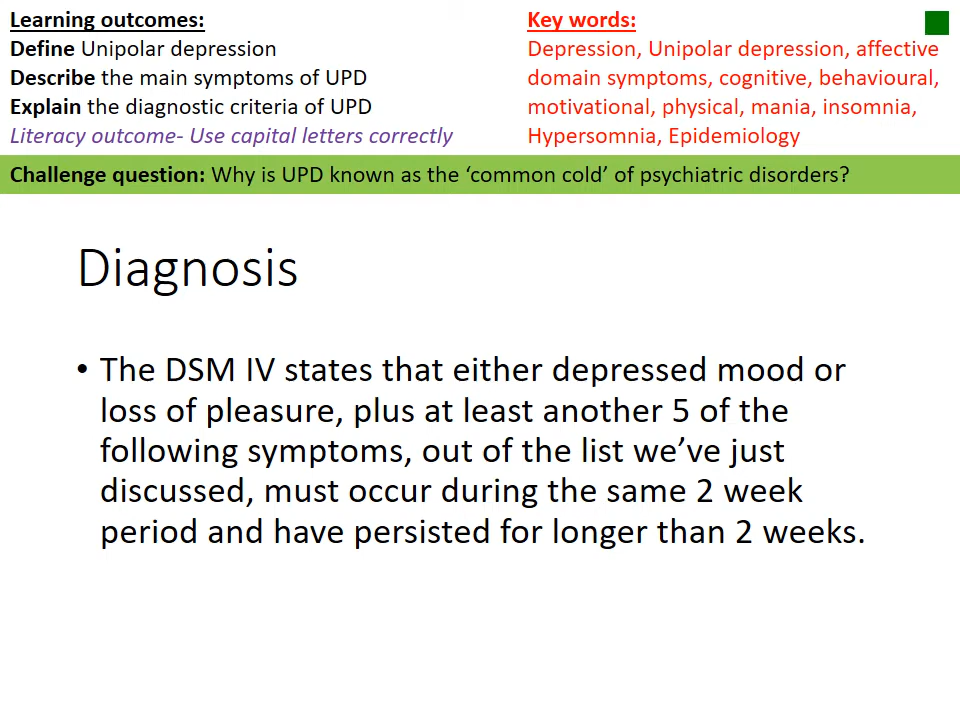 Learning outcomes:
Define Unipolar depression
Describe the main symptoms of UPD
Explain the diagnostic criteria of UPD
Literacy outcome- Use capital letters correctly
Key words:
Depression, Unipolar depression, affective
domain symptoms, cognitive, behavioural,
motivational, physical, mania, insomnia,
Hypersomnia, Epidemiology
Challenge question: Why is UPD known as the ‘common cold’ of psychiatric disorders?
Diagnosis
• The DSM IV states that either depressed mood or
loss of pleasure, plus at least another 5 of the
following symptoms, out of the list we’ve just
discussed, must occur during the same 2 week
period and have persisted for longer than 2 weeks.